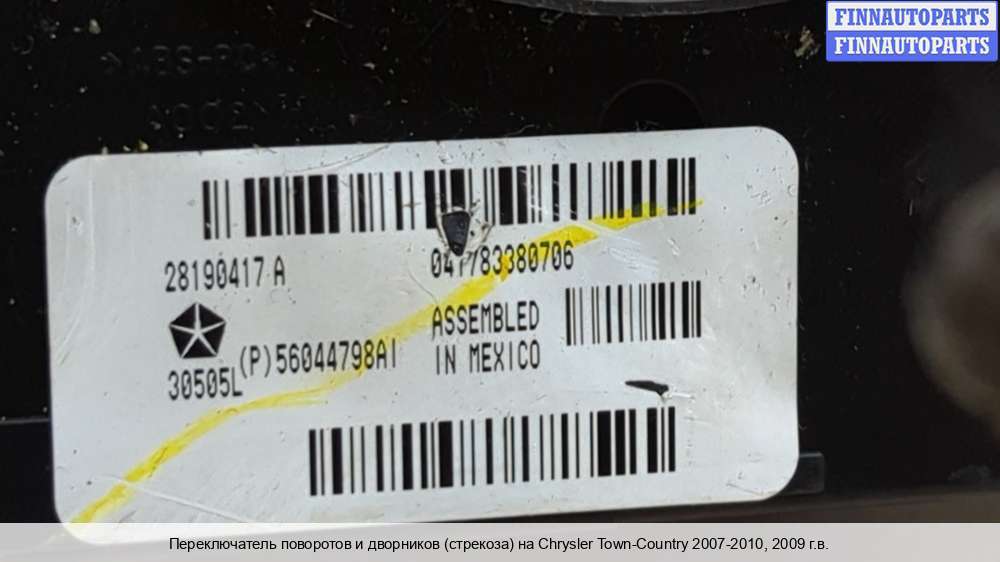 FINNAUTOPARTS
FINNAUTOPARTS
28190417 A
041783380706
ASSEMBLED
IN MEXICO
(P)56044798AI
30505L
Переключатель поворотов и дворников (стрекоза) на Chrysler Town-Country 2007-2010, 2009 г.в.